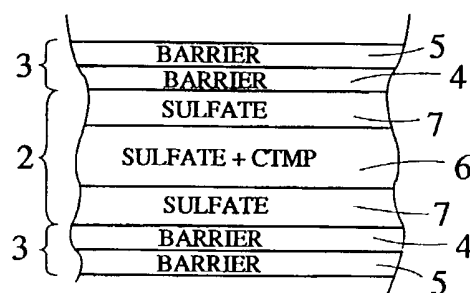 BARRIER 5
3 BARRIER 4
SULFATE 7
2 SULFATE + CTMP 6
SULFATE 7
3 BARRIER 4
BARRIER 5